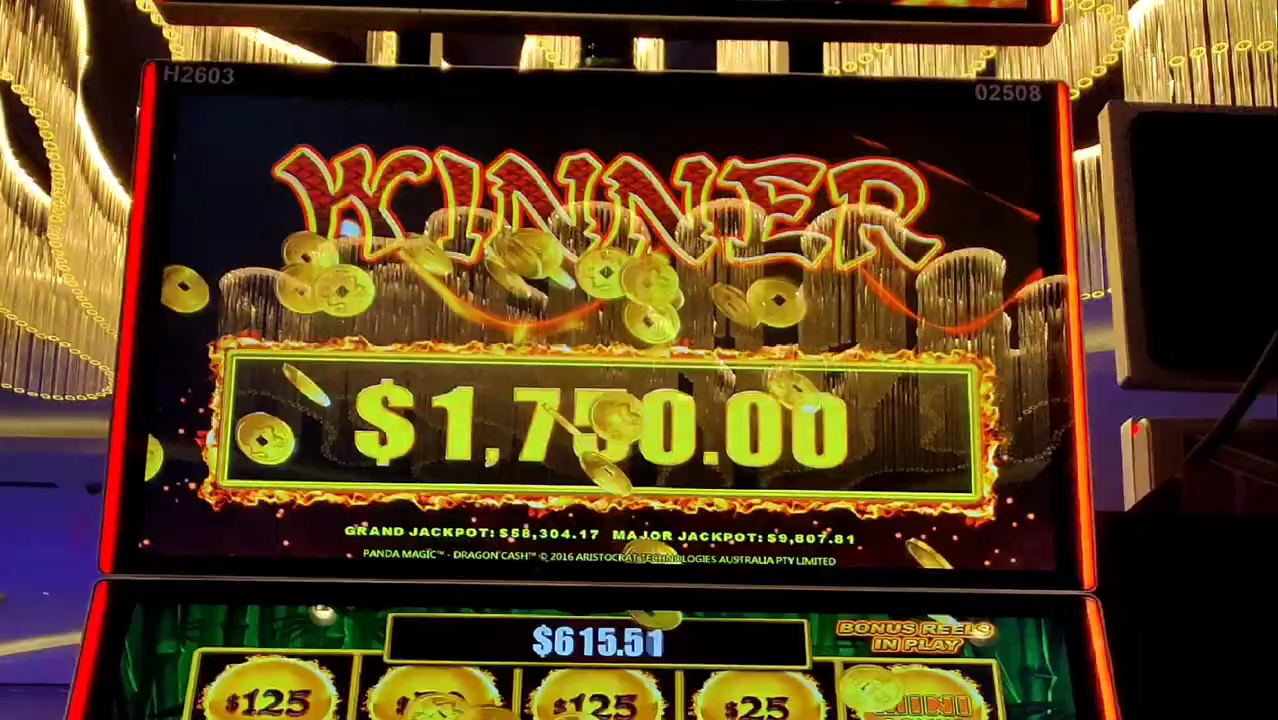 H2603
02508
WINNER
$1,750.00
GRAND JACKPOT: $58,304.17 MAJOR JACKPOT: $9,807.81
PANDA MAGIC™ - DRAGON CASH™ © 2016 ARISTOCRAT TECHNOLOGIES AUSTRALIA PTY LIMITED
$615.51
BONUS REELS
IN PLAY
$125 $125 $25 MINI